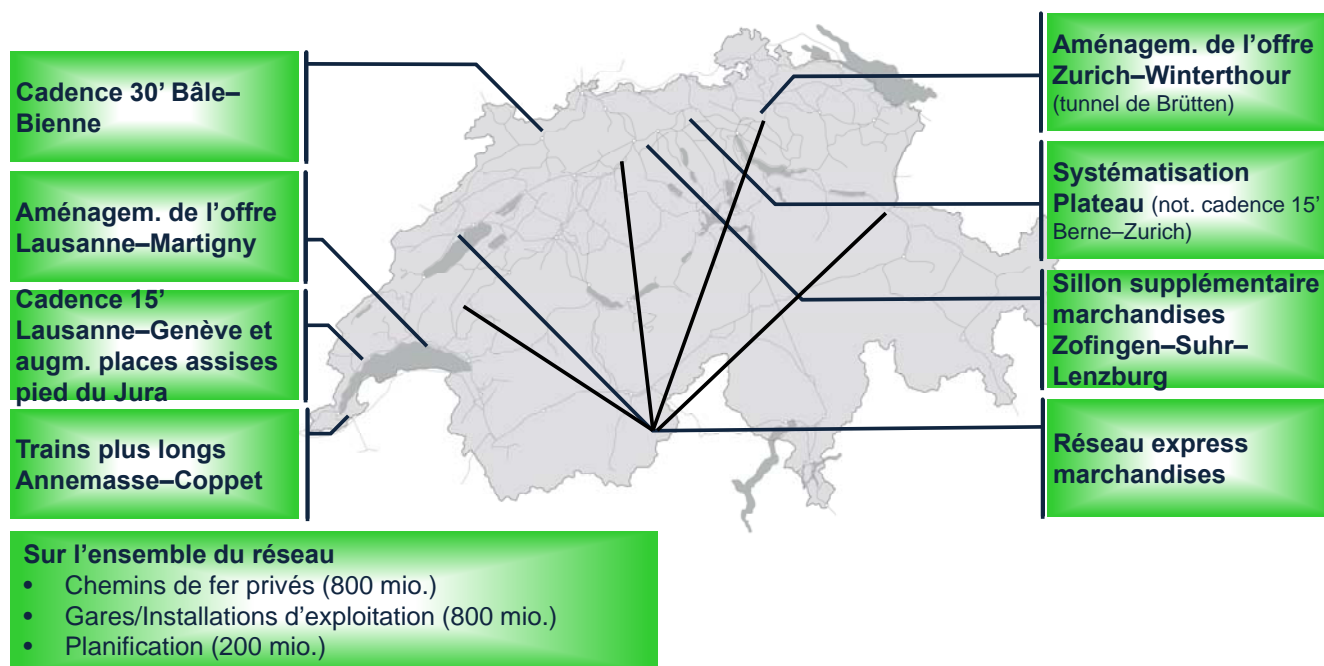 Cadence 30’ Bâle–
Bienne
Aménagem. de l’offre
Lausanne–Martigny
Cadence 15’
Lausanne–Genève et
augm. places assises
pied du Jura
Trains plus longs
Annemasse–Coppet
Aménagem. de l’offre
Zurich–Winterthour
(tunnel de Brütten)
Systématisation
Plateau (not. cadence 15’
Berne–Zurich)
Sillon supplémentaire
marchandises
Zofingen–Suhr–
Lenzburg
Réseau express
marchandises
Sur l’ensemble du réseau
• Chemins de fer privés (800 mio.)
• Gares/Installations d’exploitation (800 mio.)
• Planification (200 mio.)